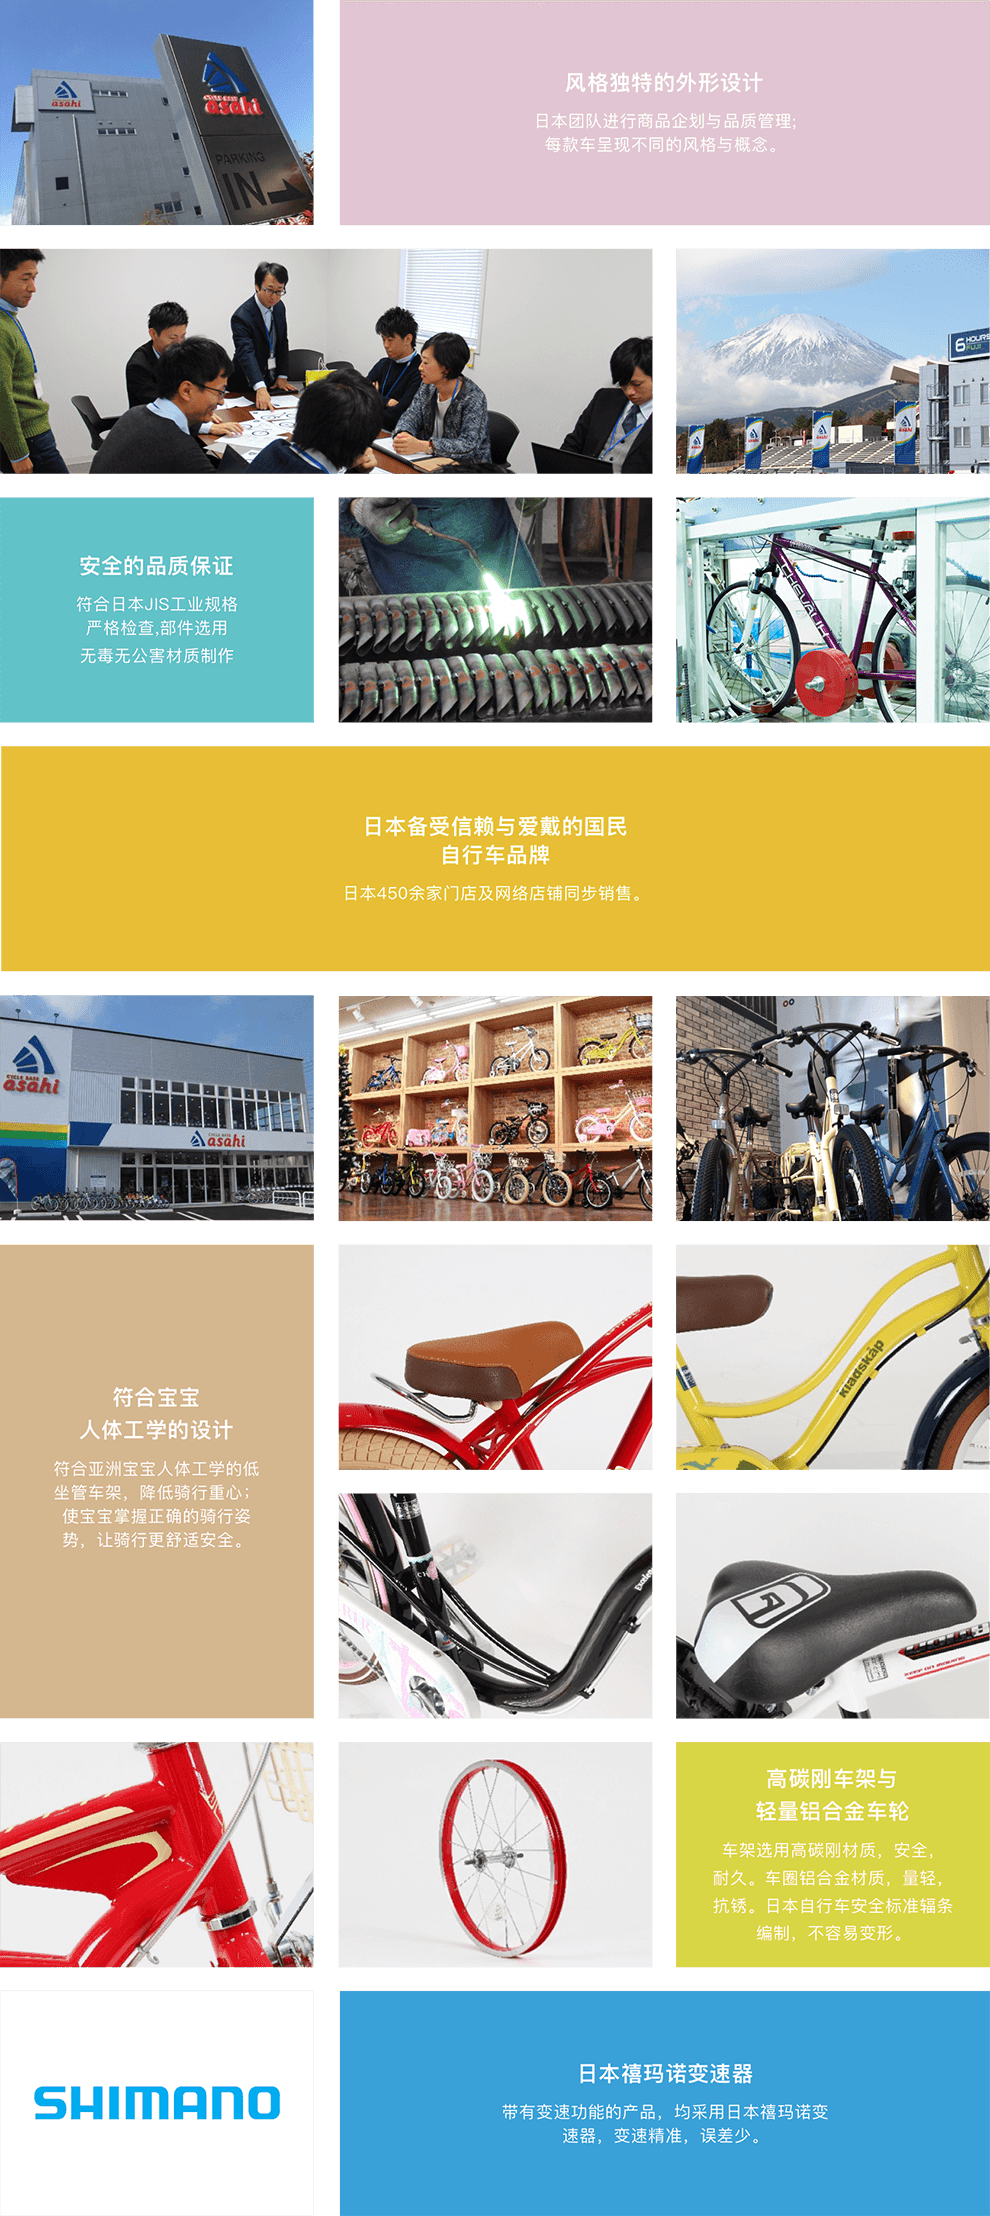 asahi
CYCLE BASE
asahi
PARKING
IN
风格独特的外形设计
日本团队进行商品企划与品质管理;
每款车呈现不同的风格与概念。
6 HOURS
FUJI
asahi
asahi
asahi
asahi
安全的品质保证
符合日本JIS工业规格
严格检查,部件选用
无毒无公害材质制作
CHEVAUX
日本备受信赖与爱戴的国民
自行车品牌
日本450余家门店及网络店铺同步销售。
CYCLE BASE
asahi
CYCLE BASE
asahi
符合宝宝
人体工学的设计
符合亚洲宝宝人体工学的低
坐管车架，降低骑行重心；
使宝宝掌握正确的骑行姿
势，让骑行更舒适安全。
kladskap
高碳刚车架与
轻量铝合金车轮
车架选用高碳刚材质，安全，
耐久。车圈铝合金材质，量轻，
抗锈。日本自行车安全标准辐条
编制，不容易变形。
SHIMANO
日本禧玛诺变速器
带有变速功能的产品，均采用日本禧玛诺变
速器，变速精准，误差少。